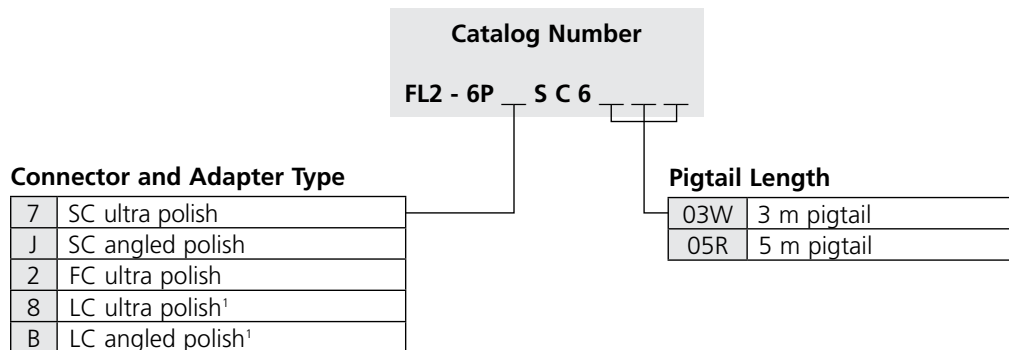 Catalog Number
FL2 - 6P __ S C 6 __ __ __
Connector and Adapter Type
7 SC ultra polish
J SC angled polish
2 FC ultra polish
8 LC ultra polish¹
B LC angled polish¹
Pigtail Length
03W 3 m pigtail
05R 5 m pigtail